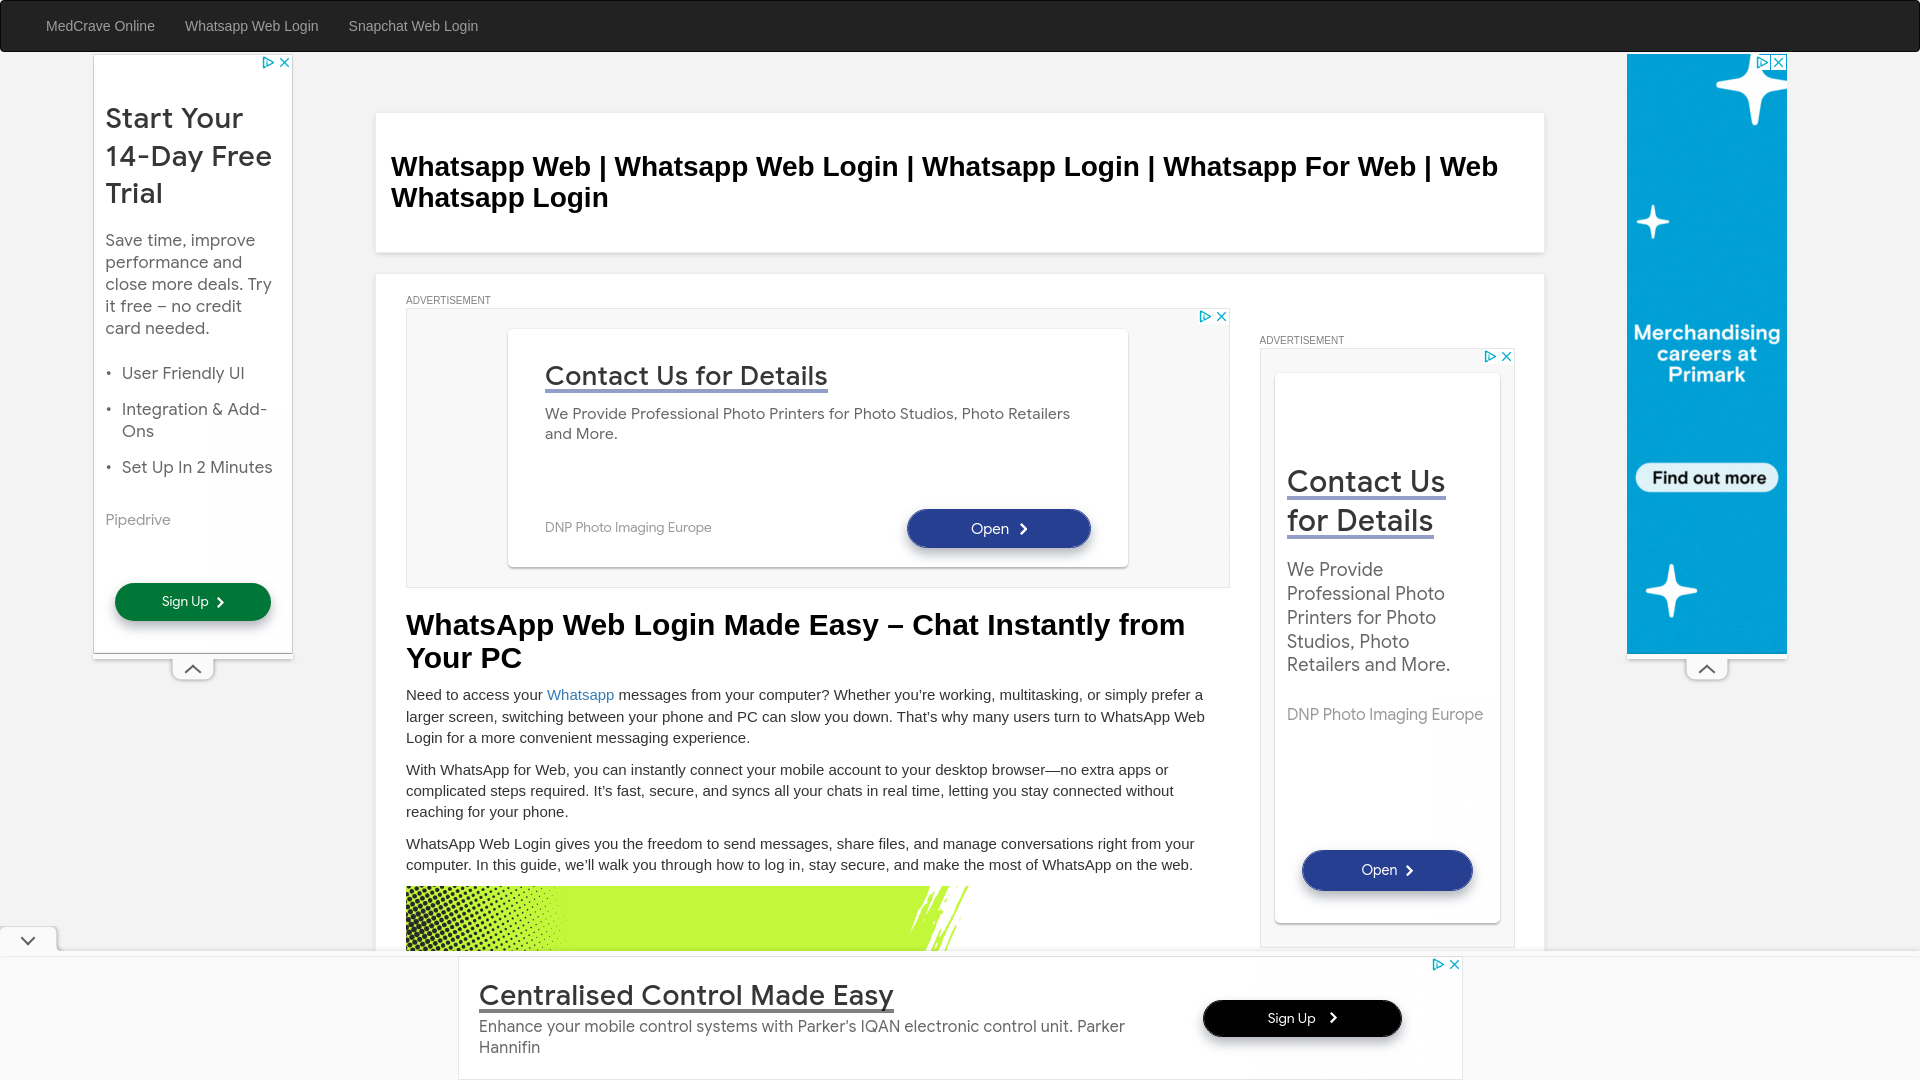 MedCrave Online
Whatsapp Web Login
Snapchat Web Login
Start Your
14-Day Free
Trial
Save time, improve
performance and
close more deals. Try
it free – no credit
card needed.
• User Friendly UI
• Integration & Add-
Ons
• Set Up In 2 Minutes
Pipedrive
Sign Up
Whatsapp Web | Whatsapp Web Login | Whatsapp Login | Whatsapp For Web | Web
Whatsapp Login
ADVERTISEMENT
Contact Us for Details
We Provide Professional Photo Printers for Photo Studios, Photo Retailers
and More.
DNP Photo Imaging Europe
Open
WhatsApp Web Login Made Easy – Chat Instantly from
Your PC
Need to access your Whatsapp messages from your computer? Whether you’re working, multitasking, or simply prefer a
larger screen, switching between your phone and PC can slow you down. That’s why many users turn to WhatsApp Web
Login for a more convenient messaging experience.
With WhatsApp for Web, you can instantly connect your mobile account to your desktop browser—no extra apps or
complicated steps required. It’s fast, secure, and syncs all your chats in real time, letting you stay connected without
reaching for your phone.
WhatsApp Web Login gives you the freedom to send messages, share files, and manage conversations right from your
computer. In this guide, we’ll walk you through how to log in, stay secure, and make the most of WhatsApp on the web.
ADVERTISEMENT
Contact Us
for Details
We Provide
Professional Photo
Printers for Photo
Studios, Photo
Retailers and More.
DNP Photo Imaging Europe
Open
Merchandising
careers at
Primark
Find out more
Centralised Control Made Easy
Enhance your mobile control systems with Parker's IQAN electronic control unit. Parker
Hannifin
Sign Up